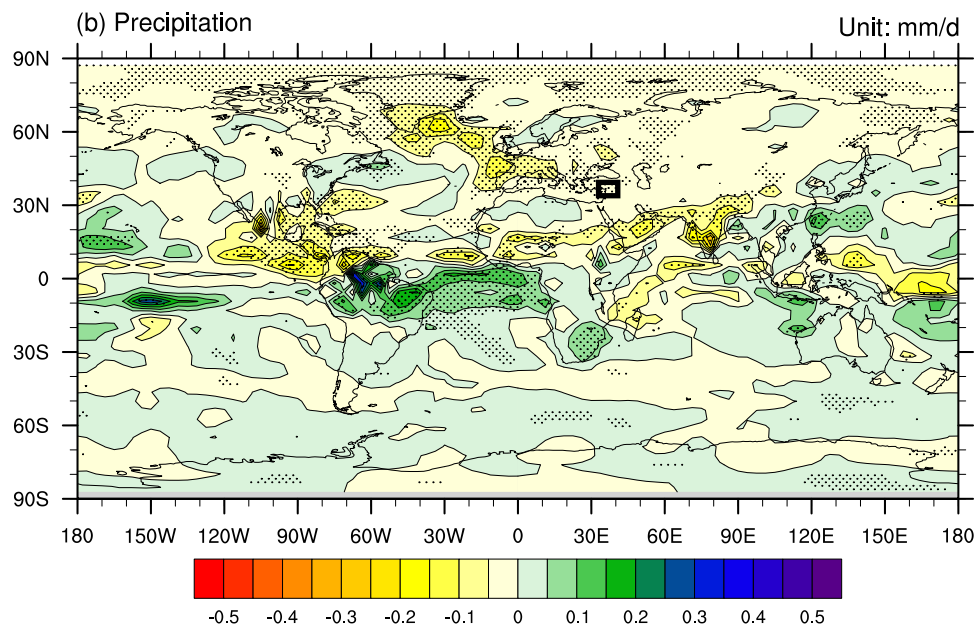 (b) Precipitation
Unit: mm/d
90N
60N
30N
0
30S
60S
90S
180 150W 120W 90W 60W 30W 0 30E 60E 90E 120E 150E 180
-0.5 -0.4 -0.3 -0.2 -0.1 0 0.1 0.2 0.3 0.4 0.5